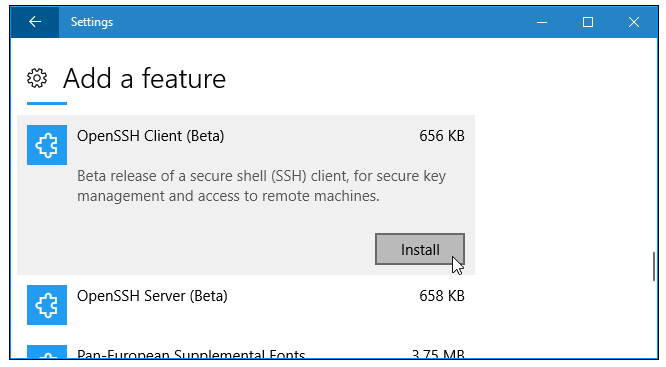 Settings
Add a feature
OpenSSH Client (Beta) 656 KB
Beta release of a secure shell (SSH) client, for secure key
management and access to remote machines.
Install
OpenSSH Server (Beta) 658 KB
Pan-European Supplemental Fonts 3.75 MB